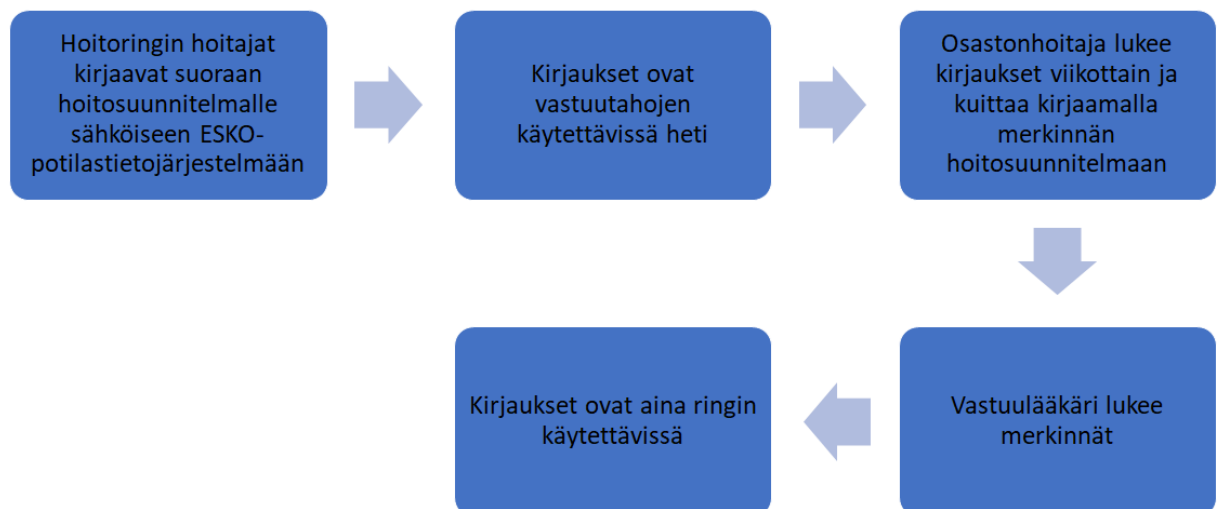 Hoitoringin hoitajat
kirjaavat suoraan
hoitosuunnitelmalle
sähköiseen ESKO-
potilastietojärjestelmään
Kirjaukset ovat
vastuutahojen
käytettävissä heti
Osastonhoitaja lukee
kirjaukset viikottain ja
kuittaa kirjaamalla
merkinnän
hoitosuunnitelmaan
Vastuulääkäri lukee
merkinnät
Kirjaukset ovat aina ringin
käytettävissä